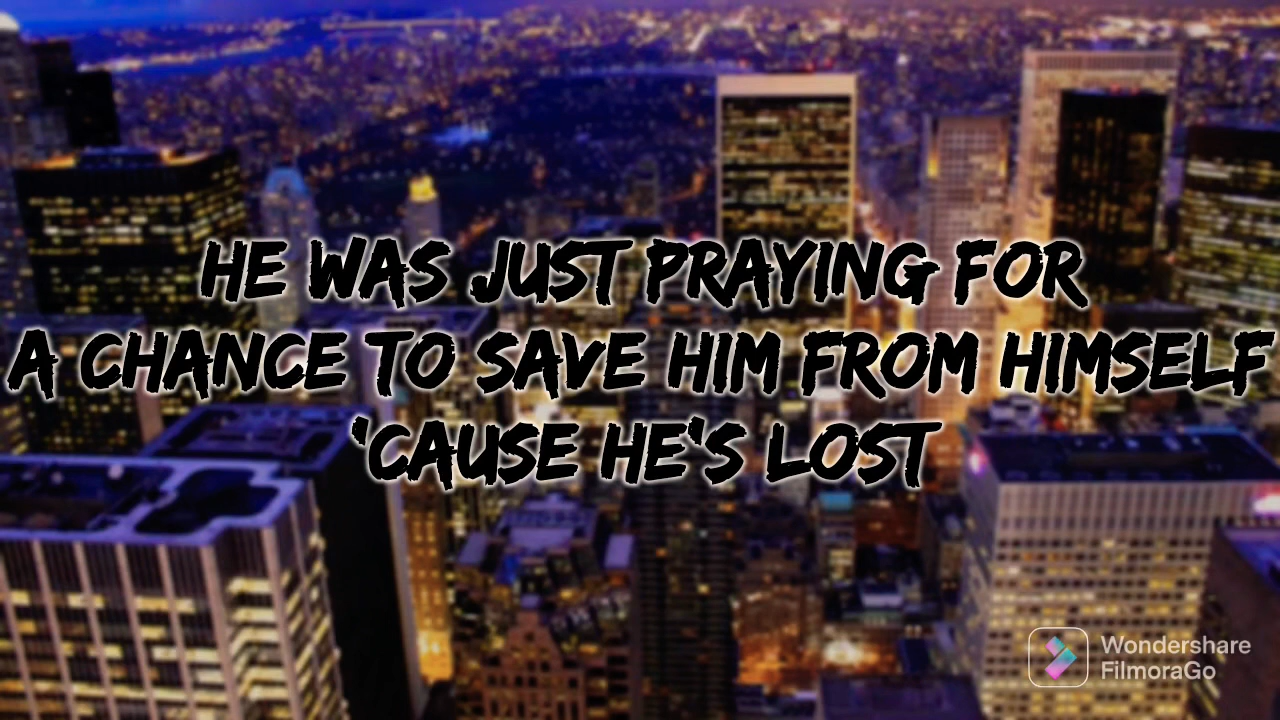 HE WAS JUST PRAYING FOR
A CHANCE TO SAVE HIM FROM HIMSELF
'CAUSE HE'S LOST
Wondershare
FilmoraGo